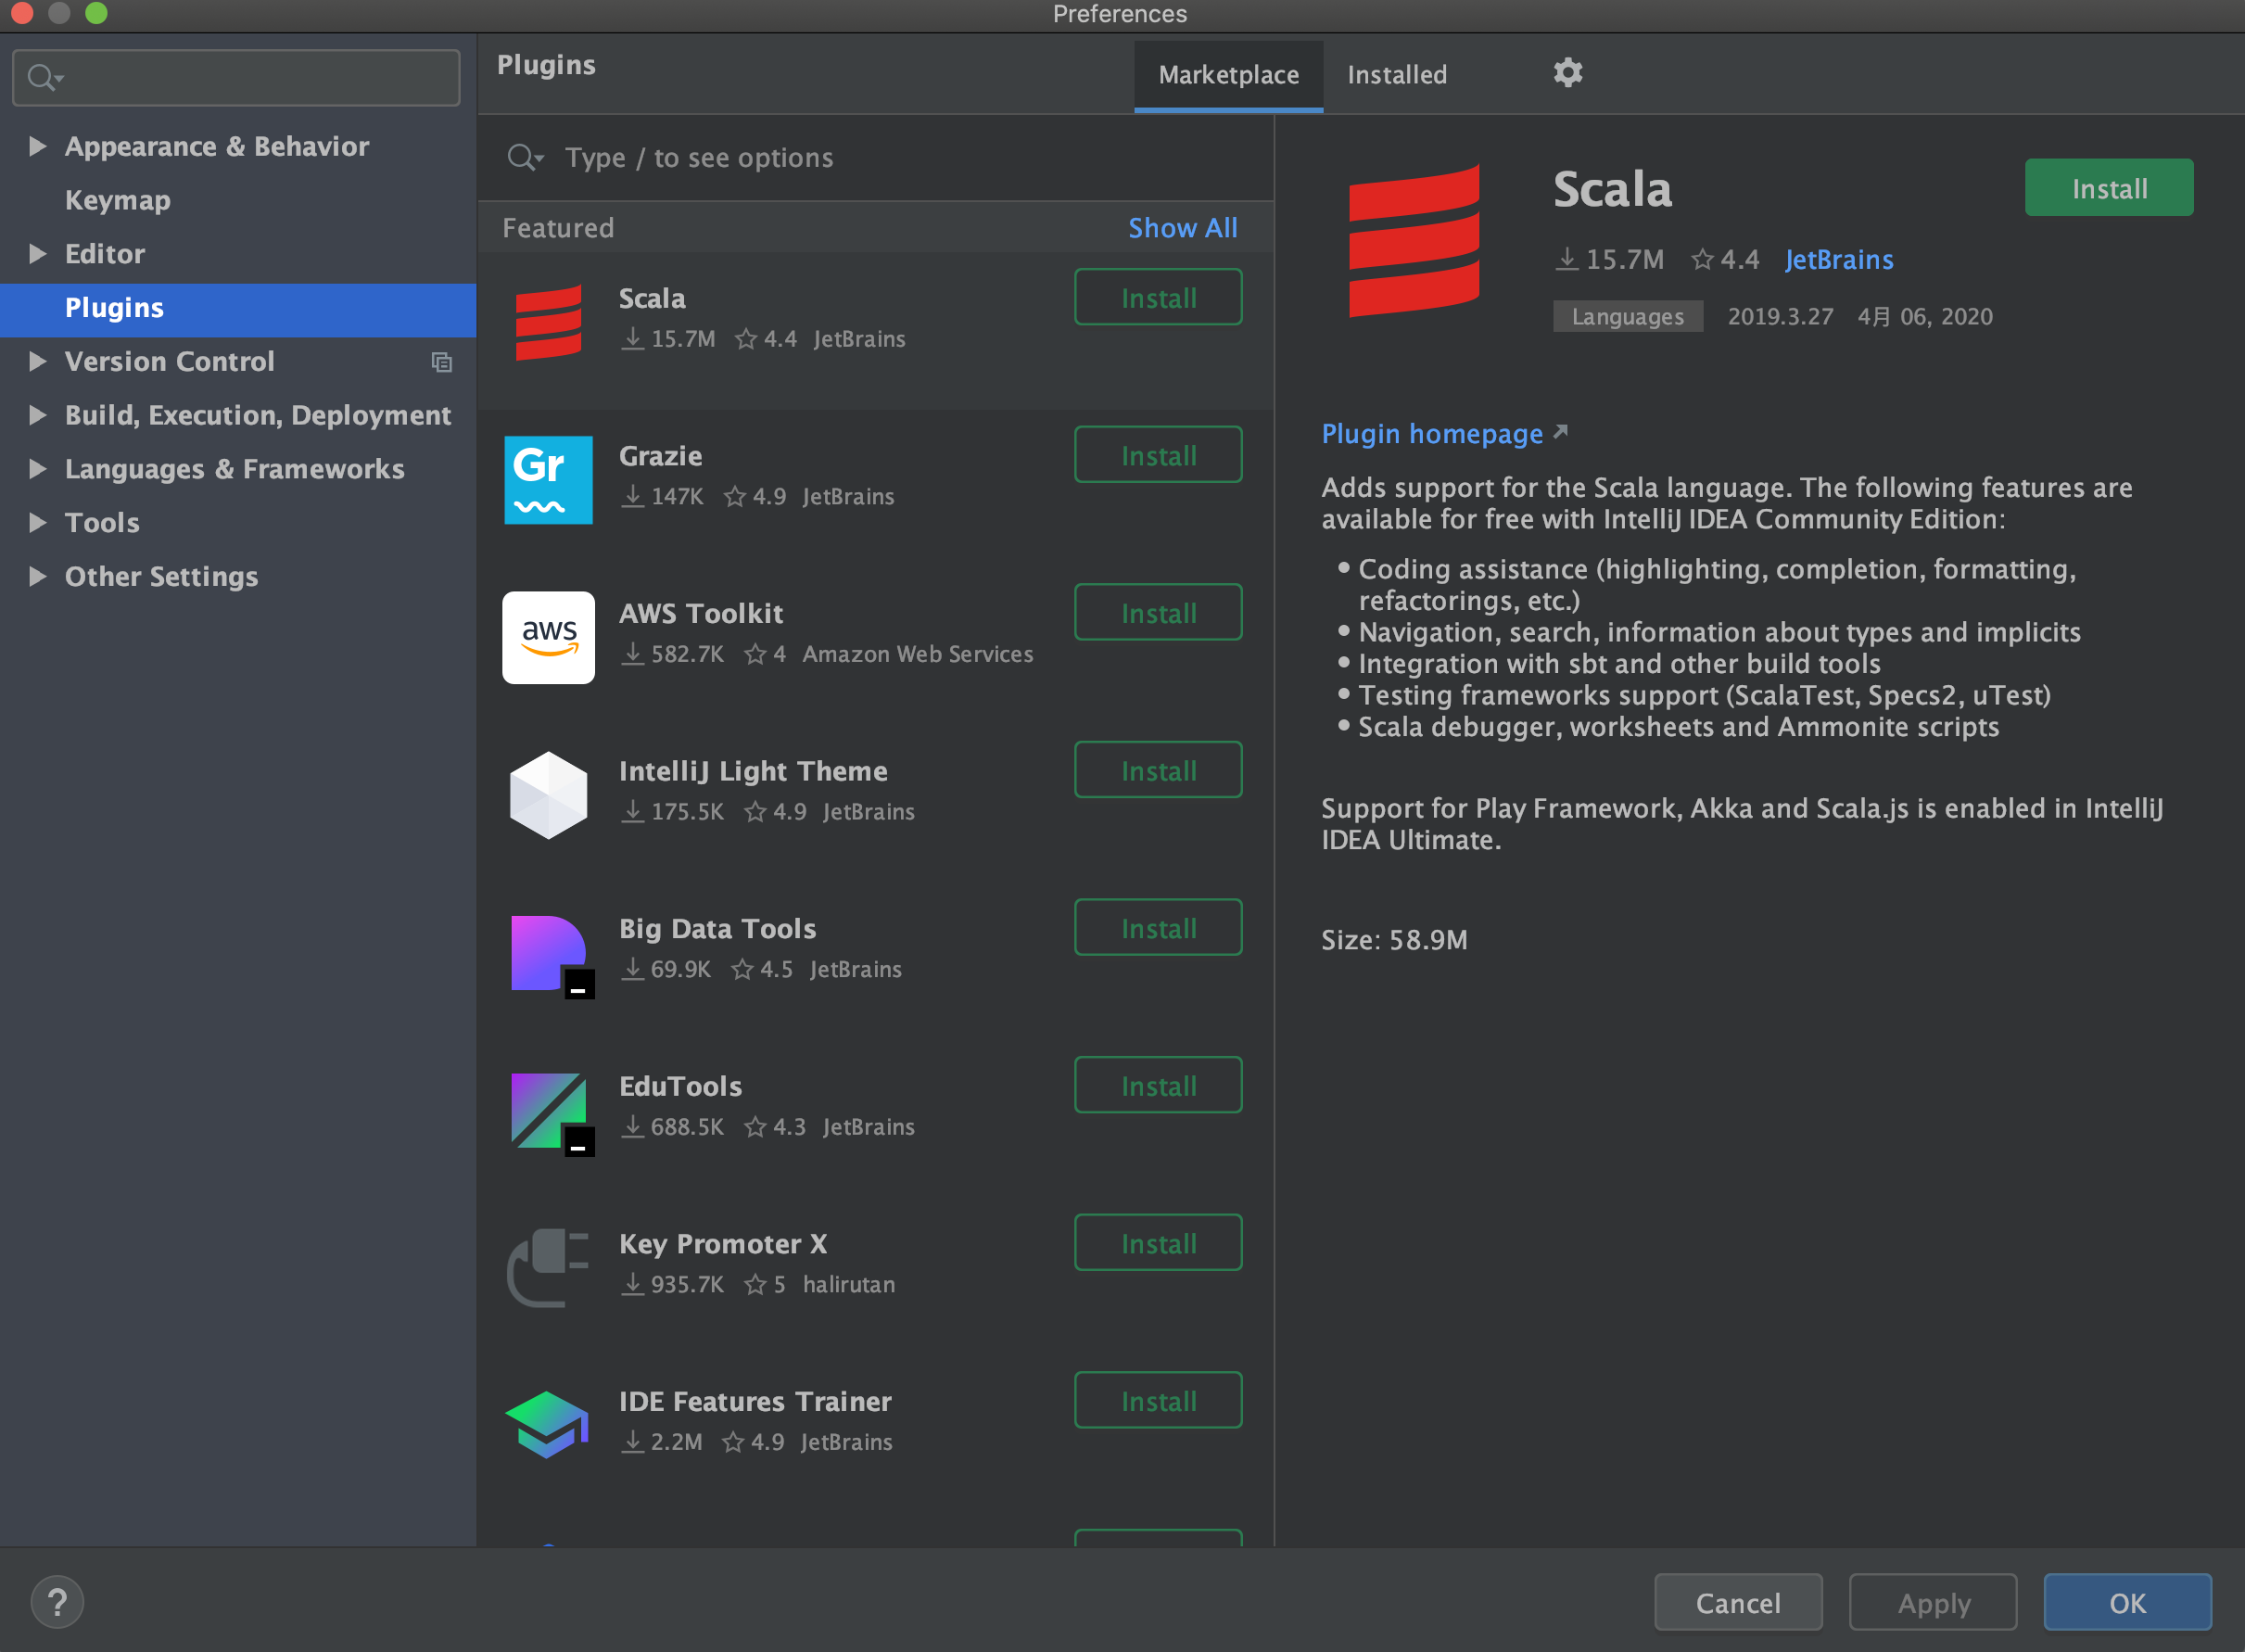 Preferences
Appearance & Behavior
Keymap
Editor
Plugins
Version Control
Build, Execution, Deployment
Languages & Frameworks
Tools
Other Settings
Plugins
Marketplace
Installed
Type / to see options
Featured
Show All
Scala
15.7M 4.4 JetBrains
Install
Gr
Grazie
147K 4.9 JetBrains
Install
aws
AWS Toolkit
582.7K 4 Amazon Web Services
Install
IntelliJ Light Theme
175.5K 4.9 JetBrains
Install
Big Data Tools
69.9K 4.5 JetBrains
Install
EduTools
688.5K 4.3 JetBrains
Install
Key Promoter X
935.7K 5 halirutan
Install
IDE Features Trainer
2.2M 4.9 JetBrains
Install
Scala
Install
15.7M 4.4 JetBrains
Languages 2019.3.27 4月 06, 2020
Plugin homepage
Adds support for the Scala language. The following features are
available for free with IntelliJ IDEA Community Edition:
• Coding assistance (highlighting, completion, formatting,
refactorings, etc.)
• Navigation, search, information about types and implicits
• Integration with sbt and other build tools
• Testing frameworks support (ScalaTest, Specs2, uTest)
• Scala debugger, worksheets and Ammonite scripts
Support for Play Framework, Akka and Scala.js is enabled in IntelliJ
IDEA Ultimate.
Size: 58.9M
?
Cancel
Apply
OK